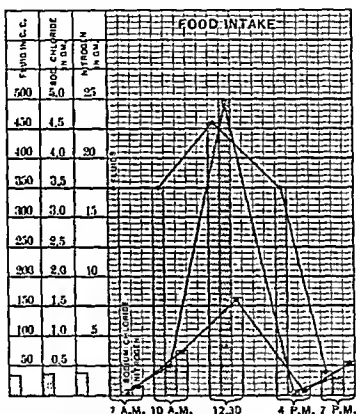 FOOD INTAKE
FLUID IN C.C.
SOD. CHLORIDE
IN GM.
NITROGEN
IN GM.
500 5.0 25
450 4.5
400 4.0 20
350 3.5
300 3.0 15
250 2.5
200 2.0 10
150 1.5
100 1.0 5
50 0.5
FLUIDS
SODIUM CHLORIDE
NITROGEN
7 A.M. 10 A.M. 12.30 4 P.M. 7 P.M.